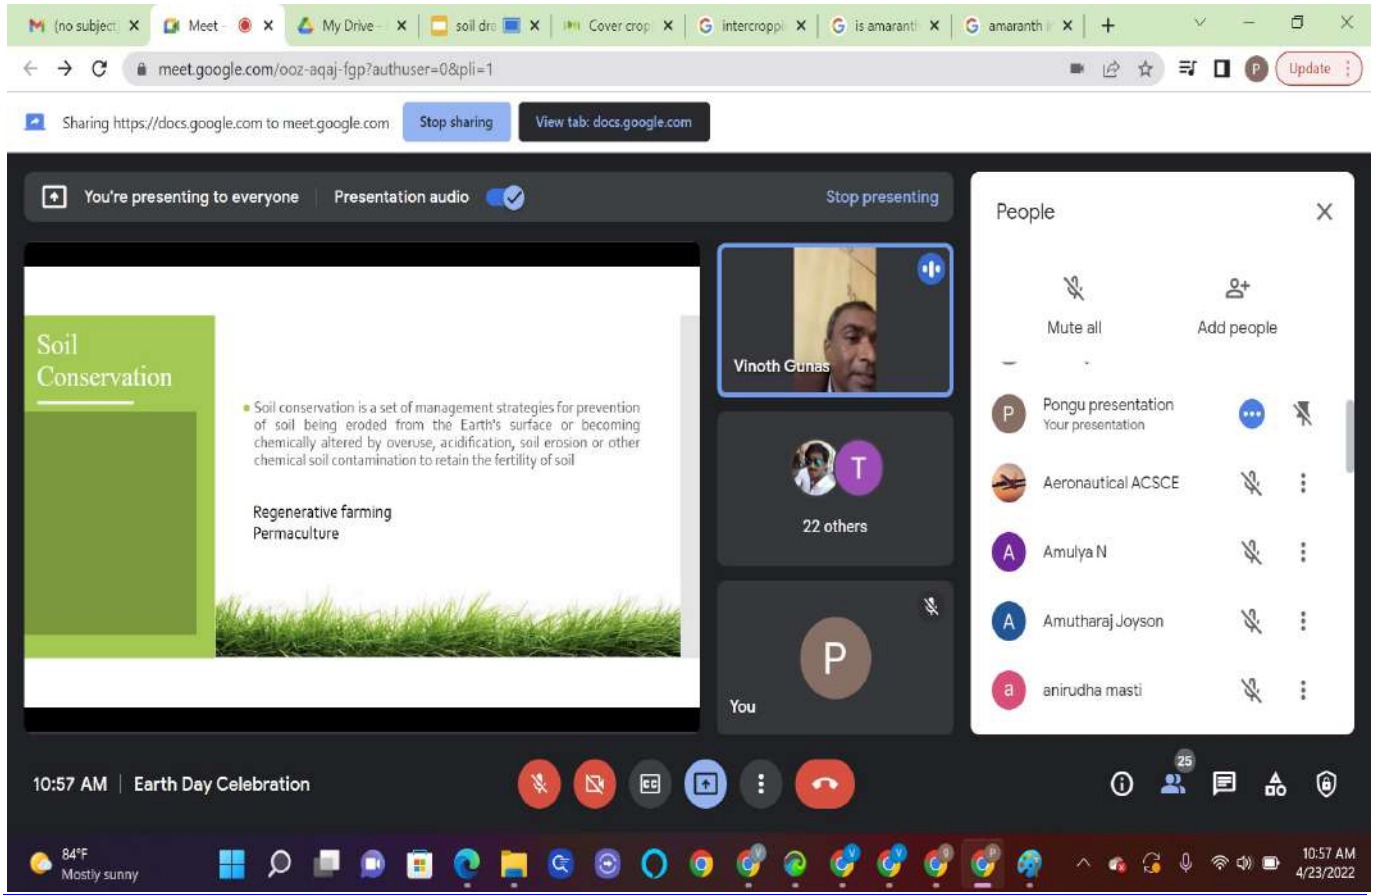 (no subject)
Meet -
My Drive -
soil dra
Cover crop
intercroppi
is amaranth
amaranth i
meet.google.com/ooz-aqaj-fgp?authuser=0&pli=1
P
Update
Sharing https://docs.google.com to meet.google.com
Stop sharing
View tab: docs.google.com
You're presenting to everyone
Presentation audio
Stop presenting
People
Mute all
Add people
Soil
Conservation
Soil conservation is a set of management strategies for prevention
of soil being eroded from the Earth's surface or becoming
chemically altered by overuse, acidification, soil erosion or other
chemical soil contamination to retain the fertility of soil
Regenerative farming
Permaculture
Vinoth Gunas
T
22 others
P
You
P
Pongu presentation
Your presentation
Aeronautical ACSCE
A
Amulya N
A
Amutharaj Joyson
a
anirudha masti
10:57 AM | Earth Day Celebration
CC
25
84°F
Mostly sunny
10:57 AM
4/23/2022